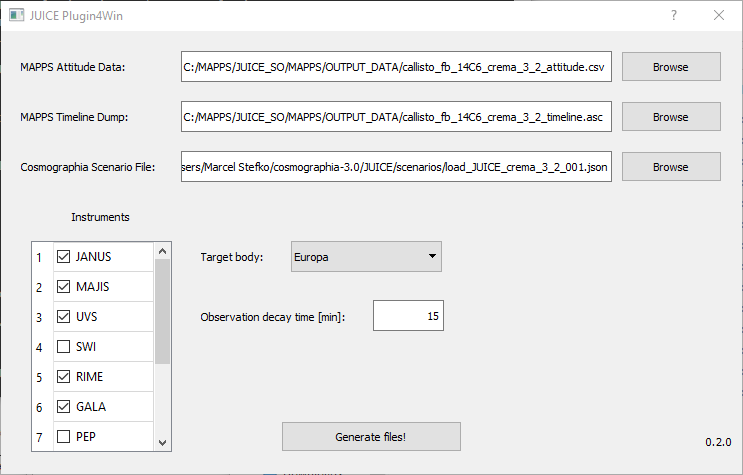 JUICE Plugin4Win
MAPPS Attitude Data: C:/MAPPS/JUICE_SO/MAPPS/OUTPUT_DATA/callisto_fb_14C6_crema_3_2_attitude.csv Browse
MAPPS Timeline Dump: C:/MAPPS/JUICE_SO/MAPPS/OUTPUT_DATA/callisto_fb_14C6_crema_3_2_timeline.asc Browse
Cosmographia Scenario File: sers/Marcel Stefko/cosmographia-3.0/JUICE/scenarios/load_JUICE_crema_3_2_001.json Browse
Instruments
1 JANUS
Target body: Europa
2 MAJIS
3 UVS
Observation decay time [min]: 15
4 SWI
5 RIME
6 GALA
7 PEP
Generate files!
0.2.0